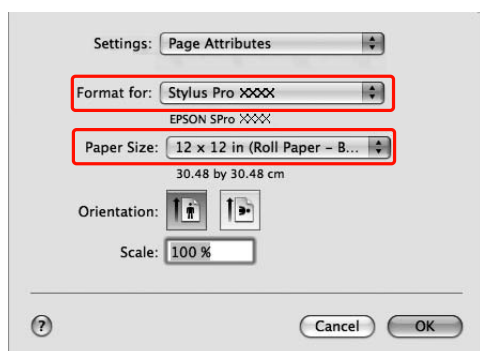 Settings: Page Attributes
Format for: Stylus Pro XXXX
EPSON SPro XXXX
Paper Size: 12 x 12 in (Roll Paper – B...
30.48 by 30.48 cm
Orientation:
Scale: 100 %
? Cancel OK